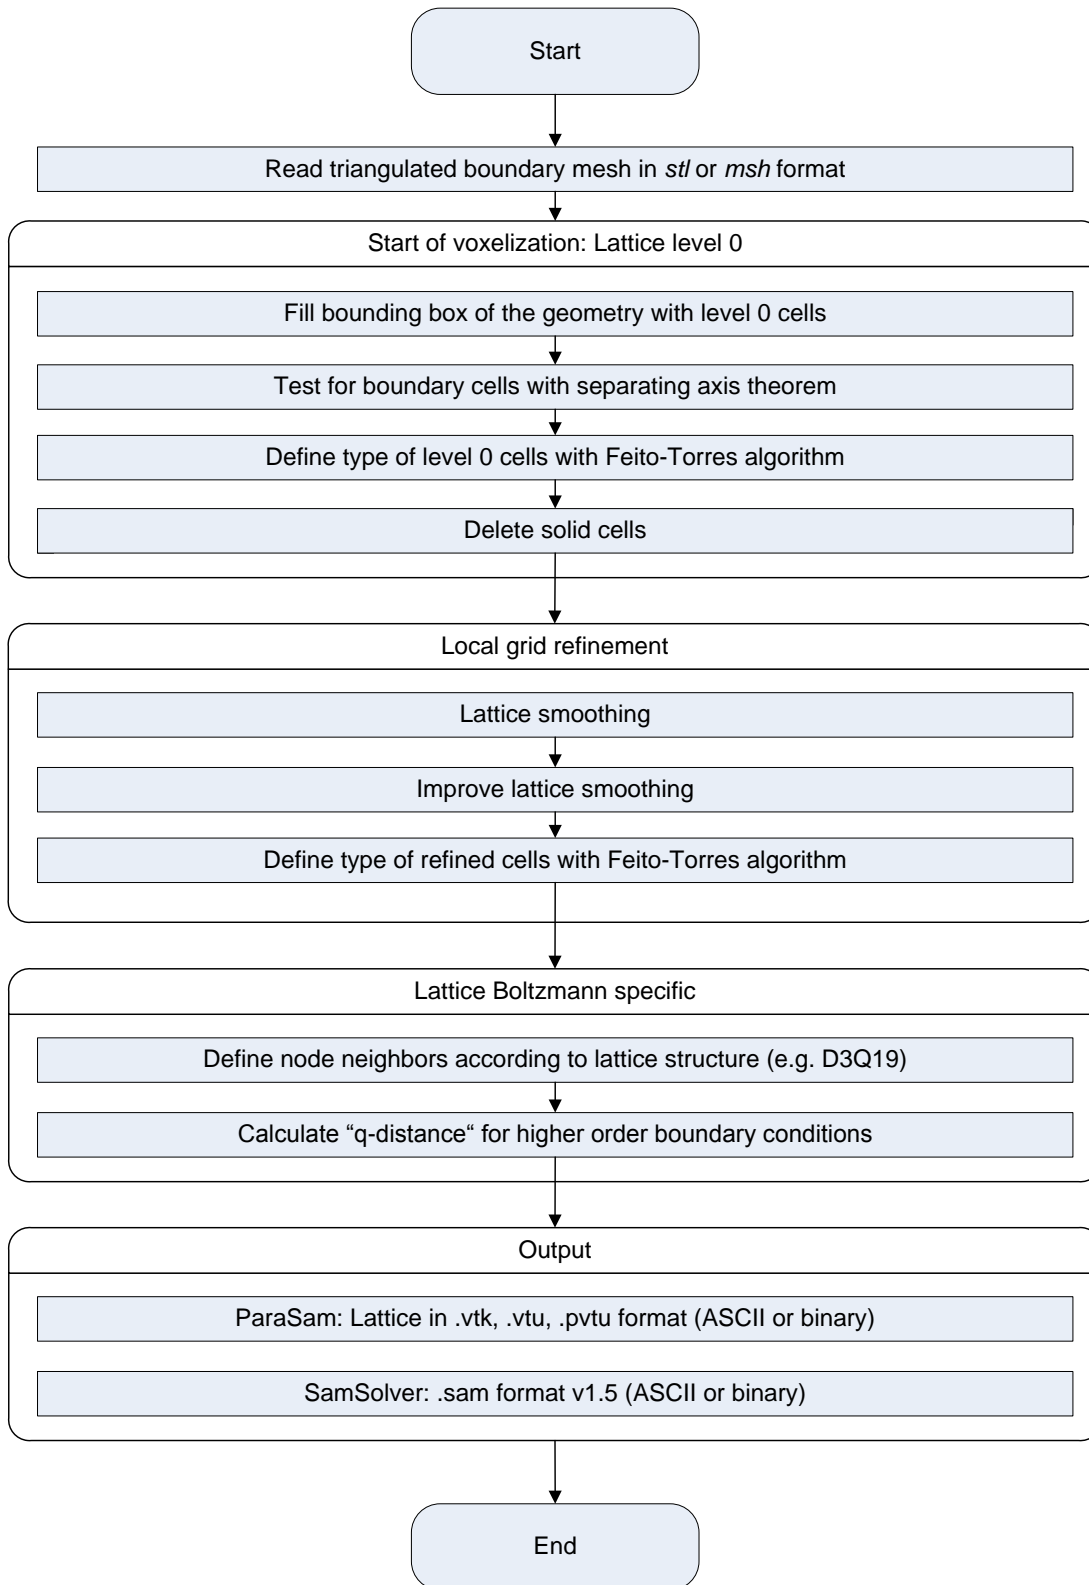 Start
Read triangulated boundary mesh in stl or msh format
Start of voxelization: Lattice level 0
Fill bounding box of the geometry with level 0 cells
Test for boundary cells with separating axis theorem
Define type of level 0 cells with Feito-Torres algorithm
Delete solid cells
Local grid refinement
Lattice smoothing
Improve lattice smoothing
Define type of refined cells with Feito-Torres algorithm
Lattice Boltzmann specific
Define node neighbors according to lattice structure (e.g. D3Q19)
Calculate “q-distance“ for higher order boundary conditions
Output
ParaSam: Lattice in .vtk, .vtu, .pvtu format (ASCII or binary)
SamSolver: .sam format v1.5 (ASCII or binary)
End